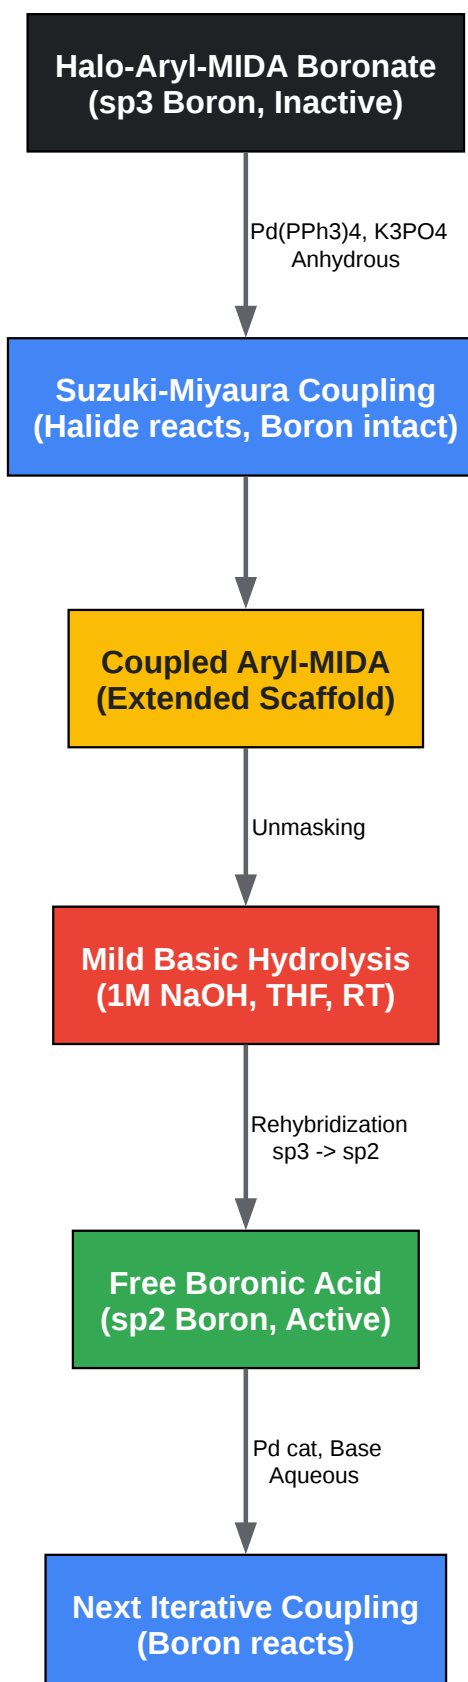 Halo-Aryl-MIDA Boronate
(sp3 Boron, Inactive)
Pd(PPh3)4, K3PO4
Anhydrous
Suzuki-Miyaura Coupling
(Halide reacts, Boron intact)
Coupled Aryl-MIDA
(Extended Scaffold)
Unmasking
Mild Basic Hydrolysis
(1M NaOH, THF, RT)
Rehybridization
sp3 -> sp2
Free Boronic Acid
(sp2 Boron, Active)
Pd cat, Base
Aqueous
Next Iterative Coupling
(Boron reacts)